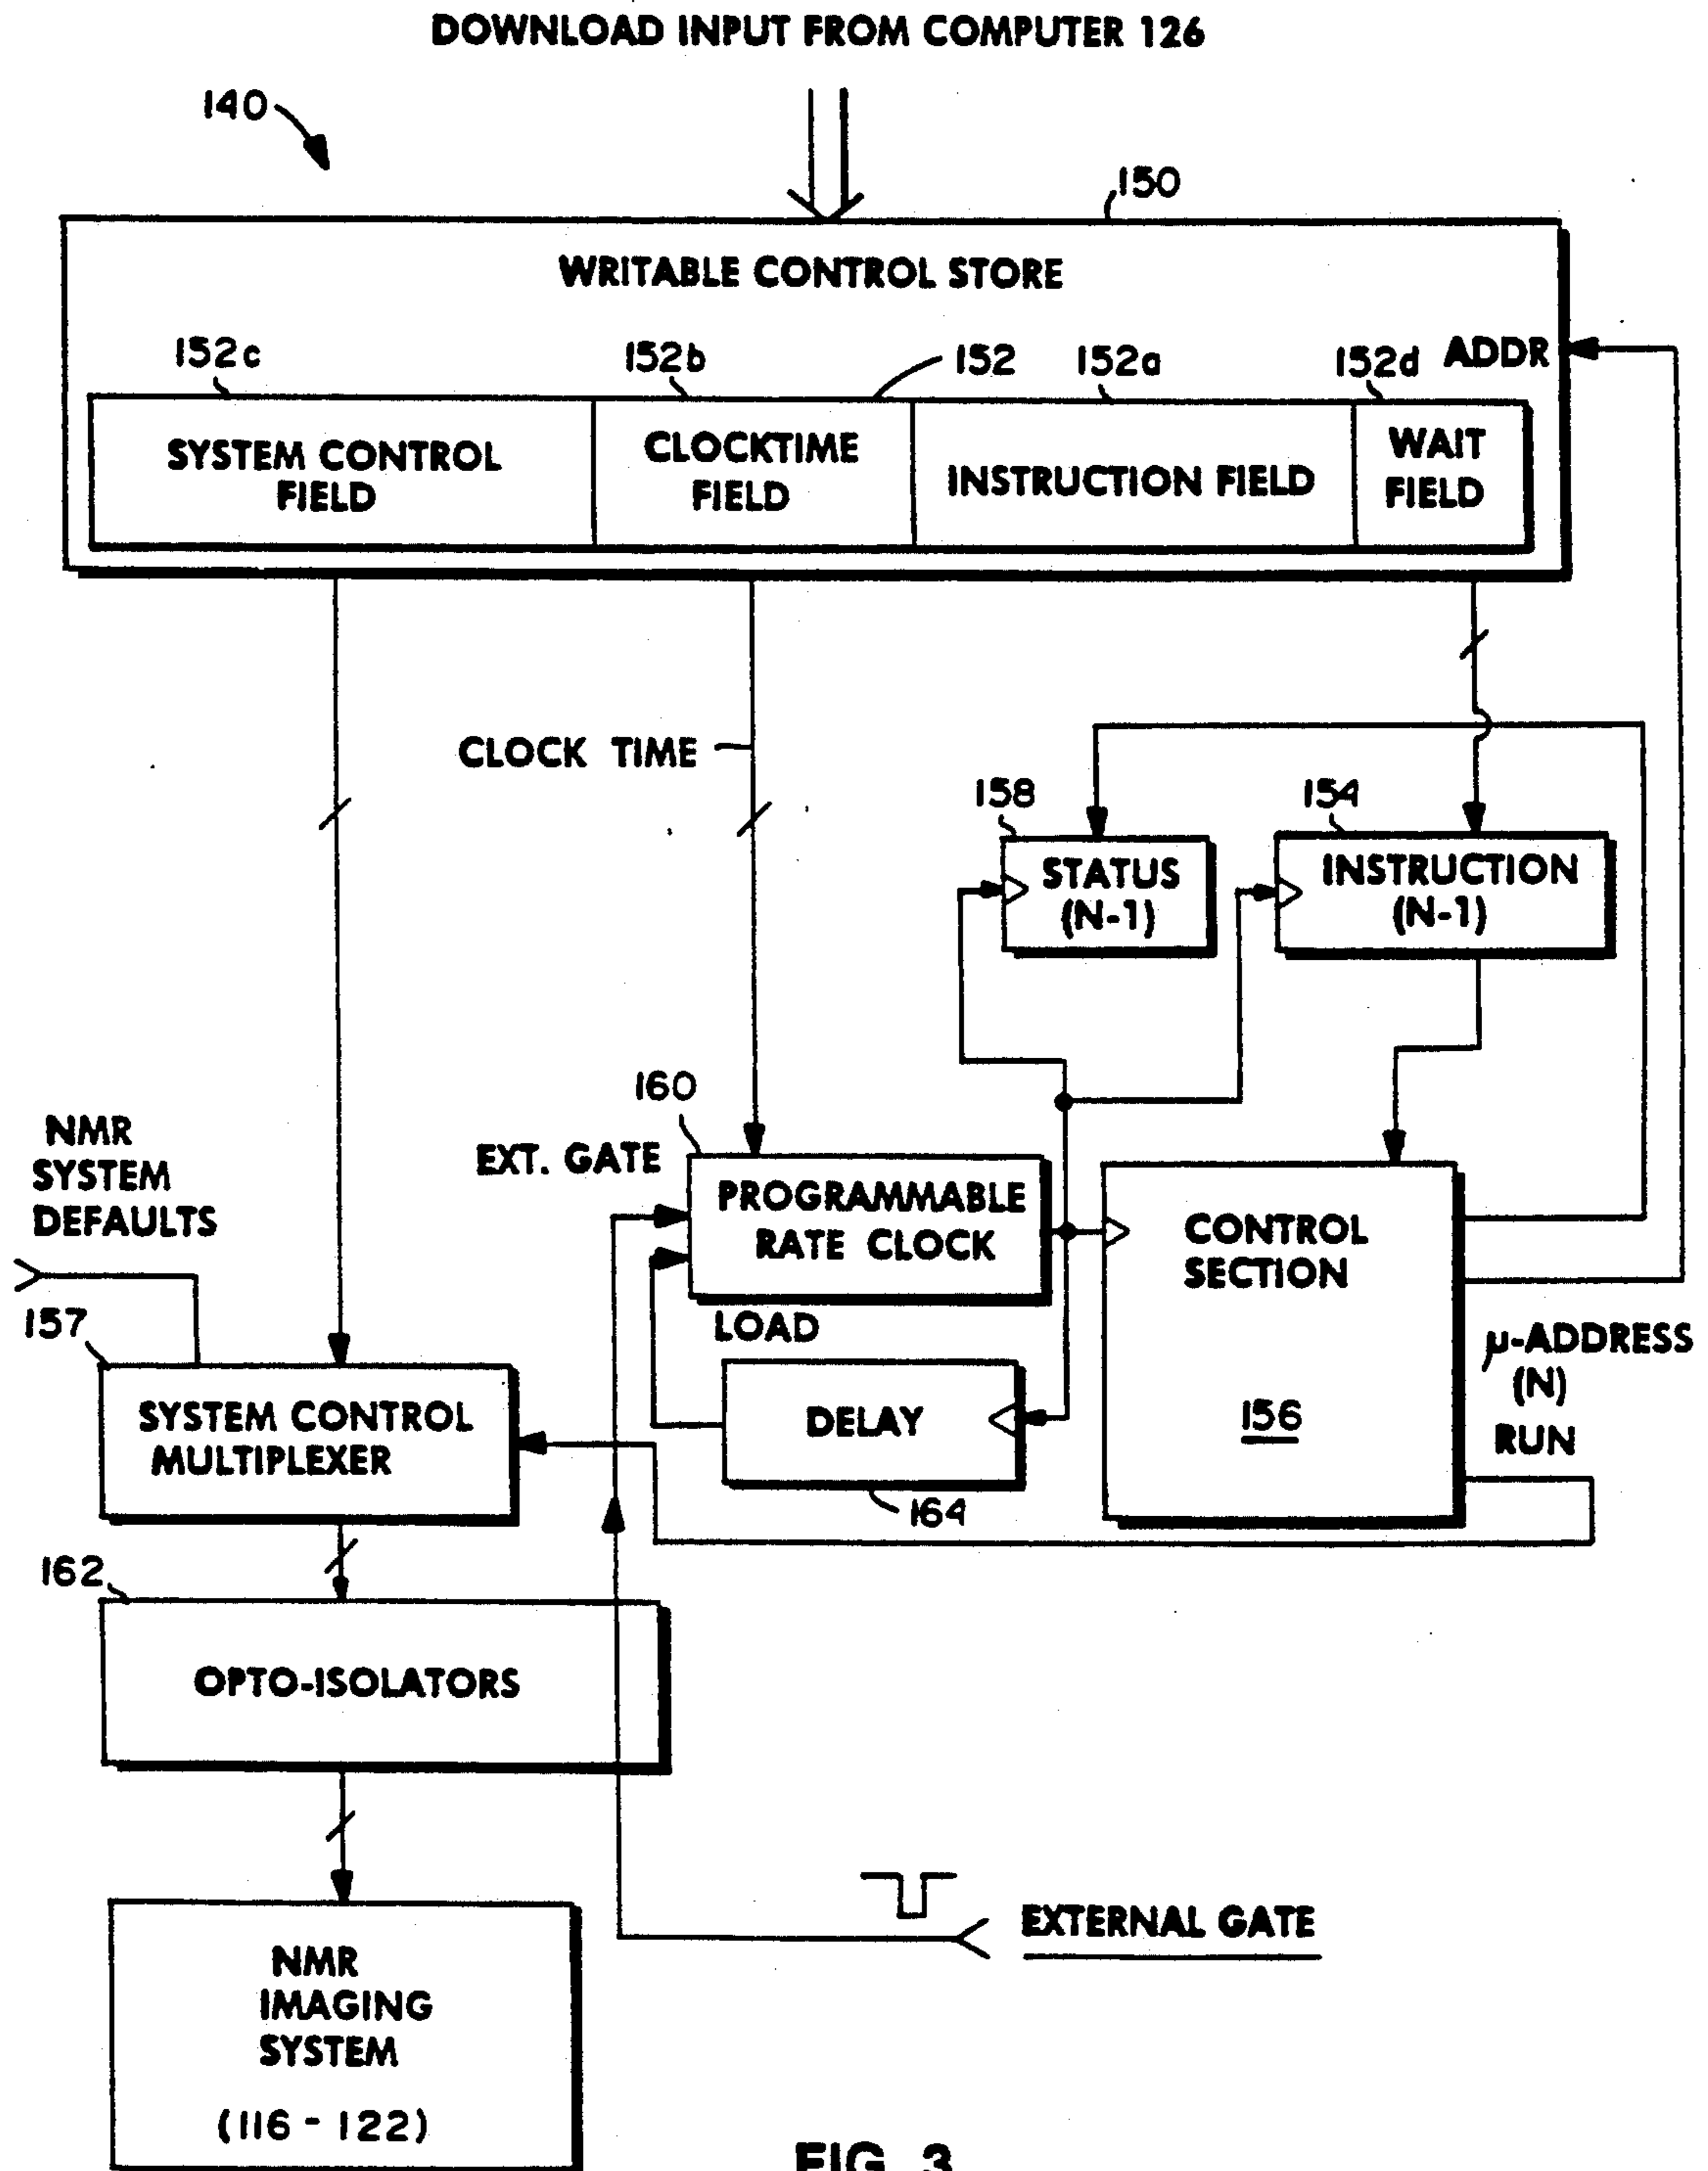 DOWNLOAD INPUT FROM COMPUTER 126
140
150
WRITABLE CONTROL STORE
152c
152b
152
152a
152d
ADDR
SYSTEM CONTROL
FIELD
CLOCKTIME
FIELD
INSTRUCTION FIELD
WAIT
FIELD
CLOCK TIME
158
154
STATUS
(N-1)
INSTRUCTION
(N-1)
160
NMR
SYSTEM
DEFAULTS
EXT. GATE
PROGRAMMABLE
RATE CLOCK
CONTROL
SECTION
157
LOAD
µ-ADDRESS
(N)
SYSTEM CONTROL
MULTIPLEXER
DELAY
156
RUN
164
162
OPTO-ISOLATORS
EXTERNAL GATE
NMR
IMAGING
SYSTEM
(116 - 122)
FIG. 3